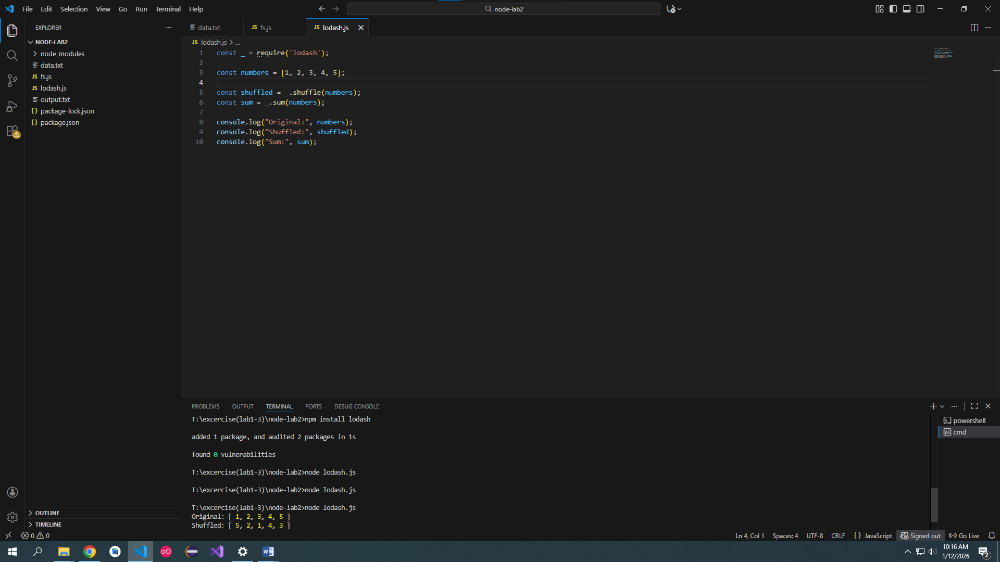 File Edit Selection View Go Run Terminal Help
node-lab2
EXPLORER
NODE-LAB2
node_modules
data.txt
JS fs.js
JS lodash.js
output.txt
{} package-lock.json
{} package.json
OUTLINE
TIMELINE
data.txt
JS fs.js
JS lodash.js
JS lodash.js > ...
1 const _ = require('lodash');
2
3 const numbers = [1, 2, 3, 4, 5];
4
5 const shuffled = _.shuffle(numbers);
6 const sum = _.sum(numbers);
7
8 console.log("Original:", numbers);
9 console.log("Shuffled:", shuffled);
10 console.log("Sum:", sum);
PROBLEMS OUTPUT TERMINAL PORTS DEBUG CONSOLE
T:\excercise(lab1-3)\node-lab2>npm install lodash
added 1 package, and audited 2 packages in 1s
found 0 vulnerabilities
T:\excercise(lab1-3)\node-lab2>node lodash.js
T:\excercise(lab1-3)\node-lab2>node lodash.js
T:\excercise(lab1-3)\node-lab2>node lodash.js
Original: [ 1, 2, 3, 4, 5 ]
Shuffled: [ 5, 2, 1, 4, 3 ]
powershell
cmd
0 0
Ln 4, Col 1 Spaces: 4 UTF-8 CRLF {} JavaScript Signed out Go Live
10:16 AM
1/12/2026
2